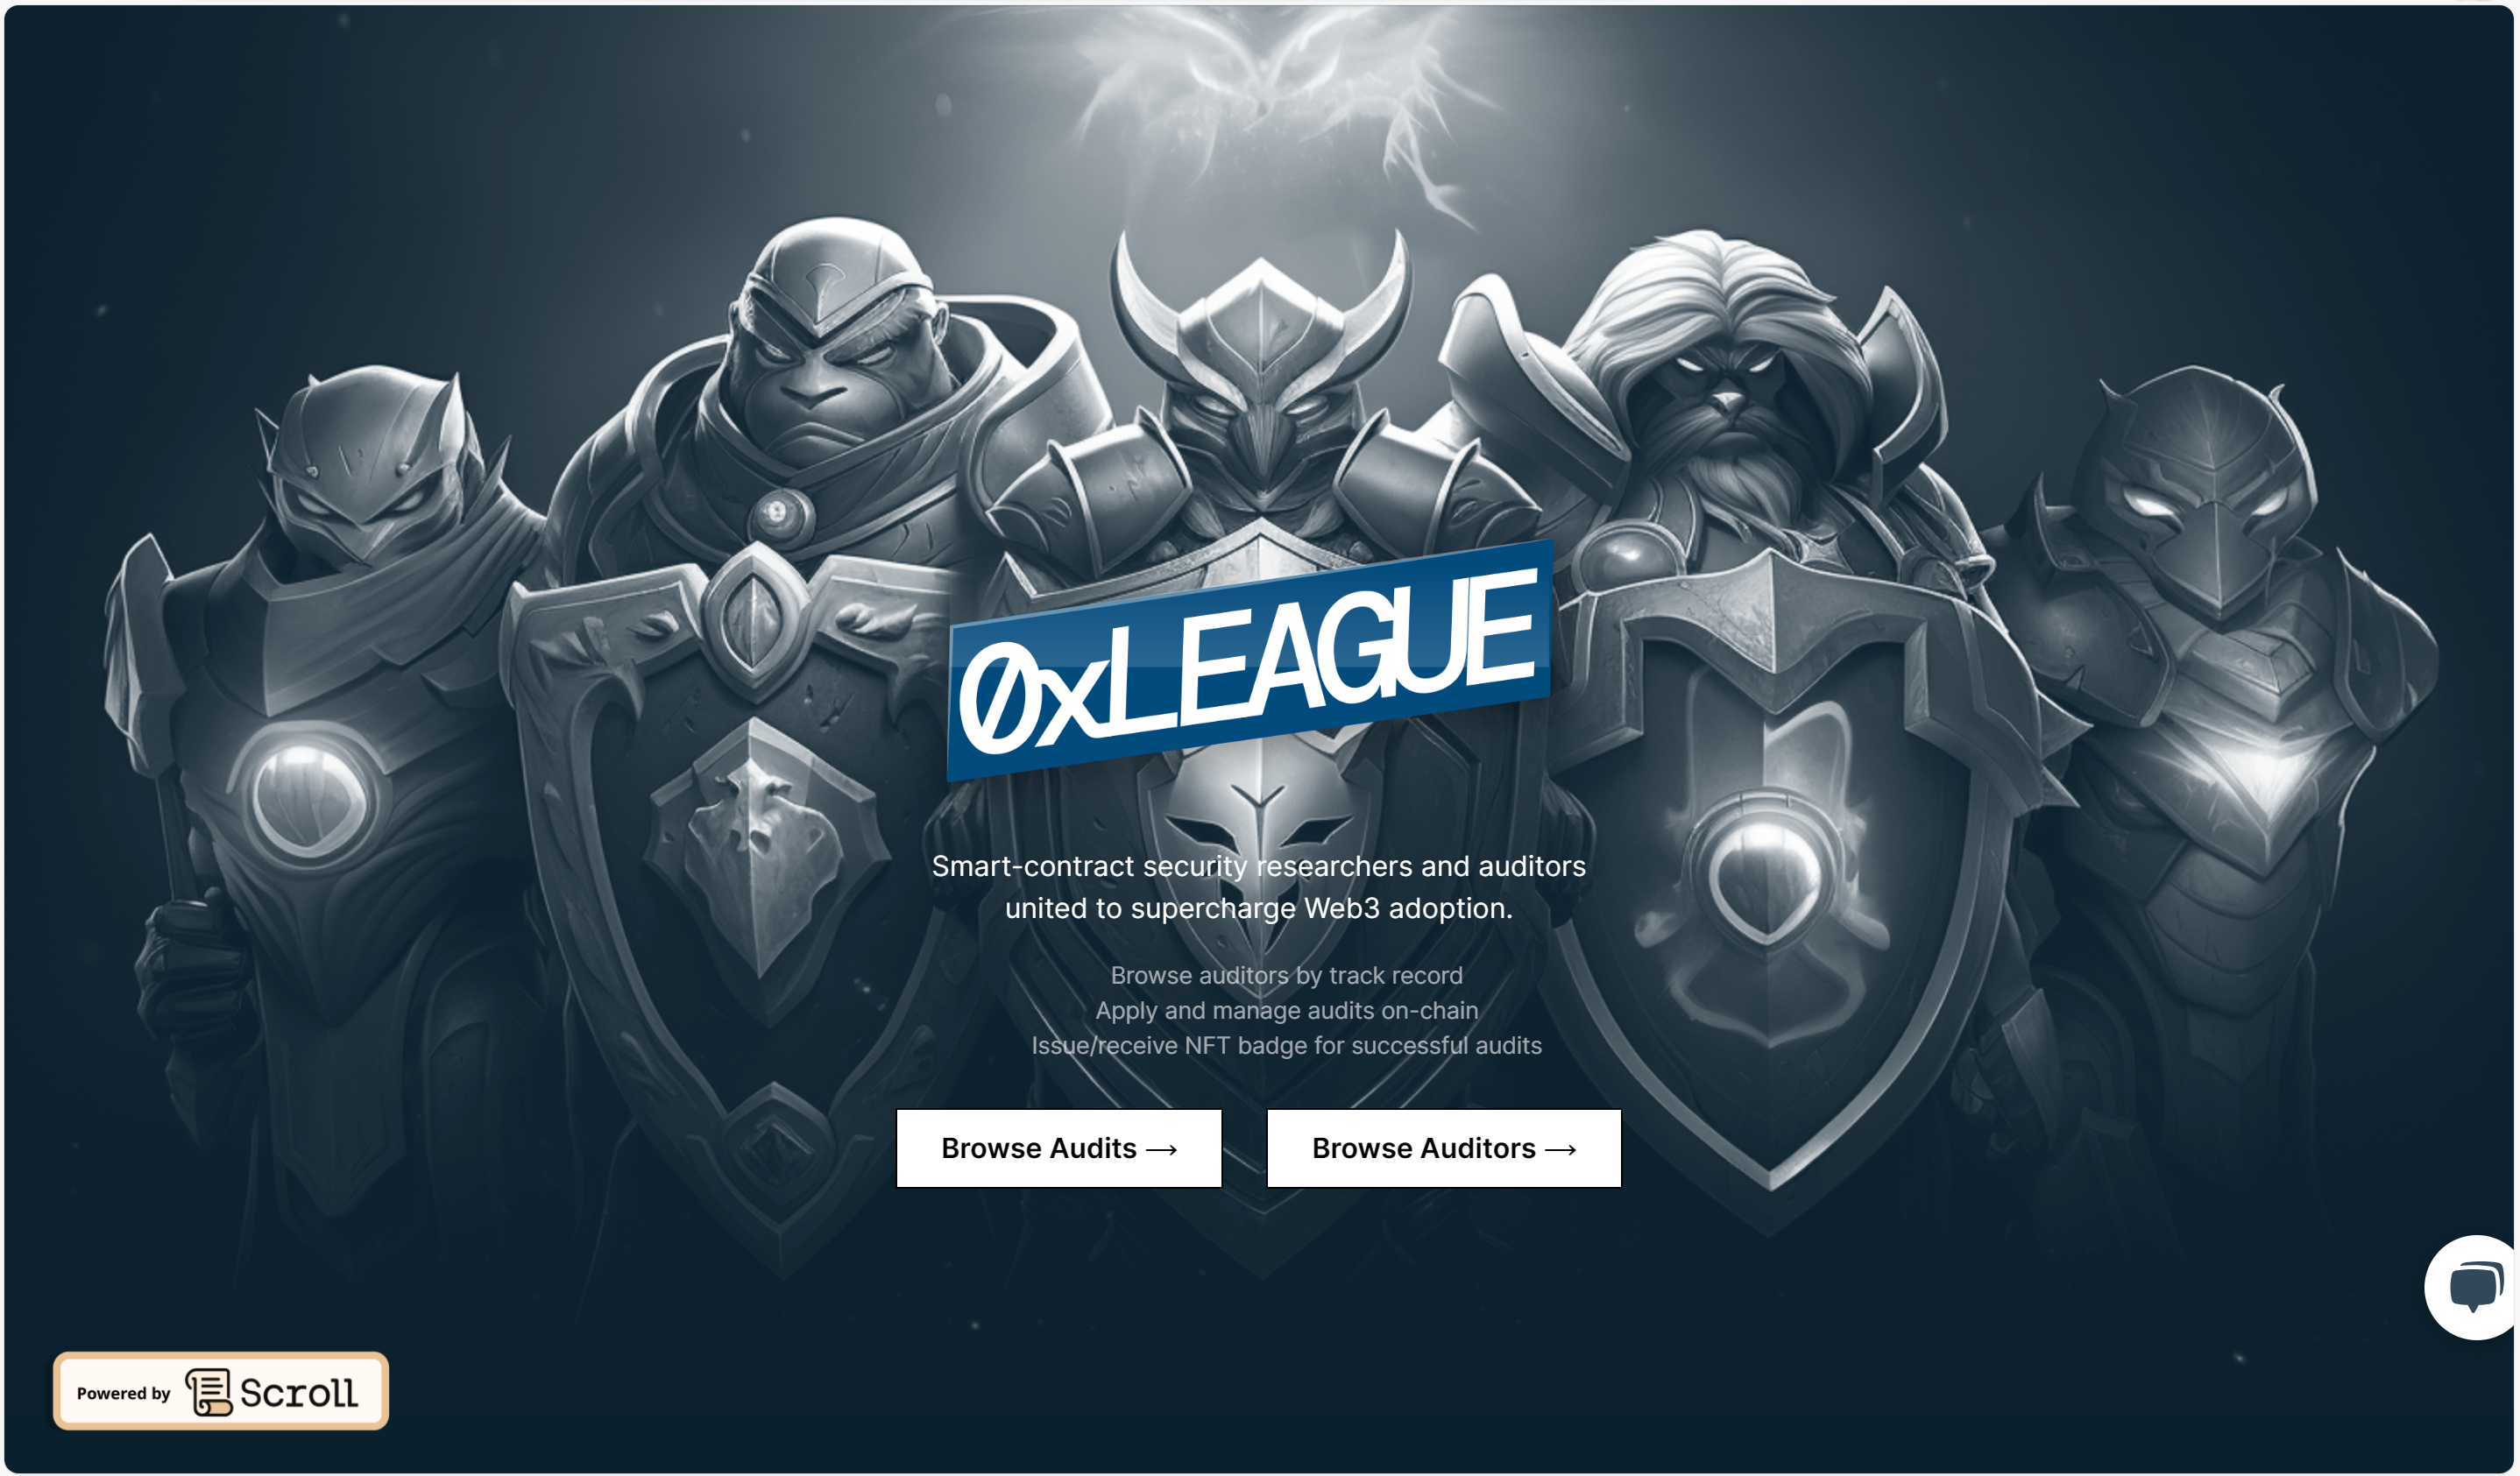 0xLEAGUE
Smart-contract security researchers and auditors
united to supercharge Web3 adoption.
Browse auditors by track record
Apply and manage audits on-chain
Issue/receive NFT badge for successful audits
Browse Audits ⟶
Browse Auditors ⟶
Powered by Scroll